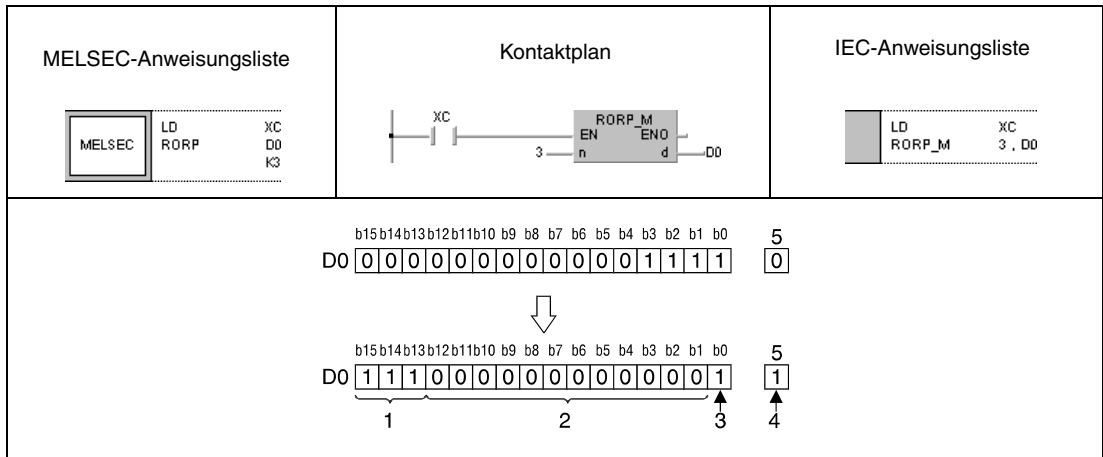 MELSEC-Anweisungsliste
MELSEC
LD XC
RORP D0
K3
Kontaktplan
XC
RORP_M
EN ENO
3 n d D0
IEC-Anweisungsliste
LD XC
RORP_M 3 , D0
b15 b14 b13 b12 b11 b10 b9 b8 b7 b6 b5 b4 b3 b2 b1 b0 5
D0 0 0 0 0 0 0 0 0 0 0 0 0 1 1 1 1 0
b15 b14 b13 b12 b11 b10 b9 b8 b7 b6 b5 b4 b3 b2 b1 b0 5
D0 1 1 1 0 0 0 0 0 0 0 0 0 0 0 0 1 1
1 2 3 4